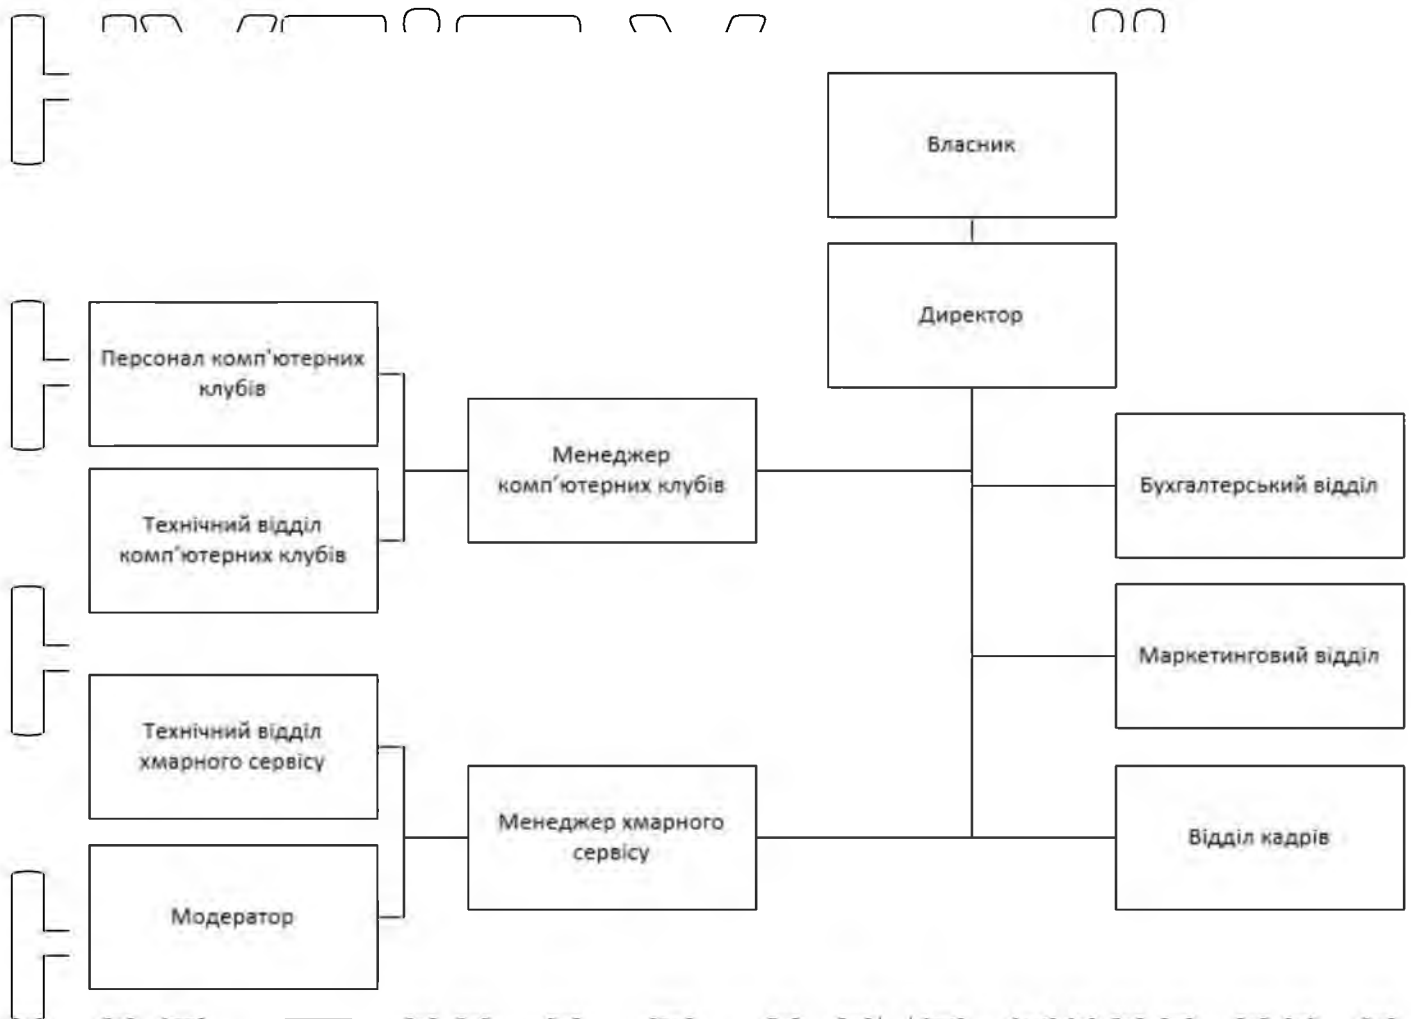 Власник
Директор
Персонал комп'ютерних
клубів
Менеджер
комп'ютерних клубів
Бухгалтерський відділ
Технічний відділ
комп'ютерних клубів
Маркетинговий відділ
Технічний відділ
хмарного сервісу
Менеджер хмарного
сервісу
Відділ кадрів
Модератор